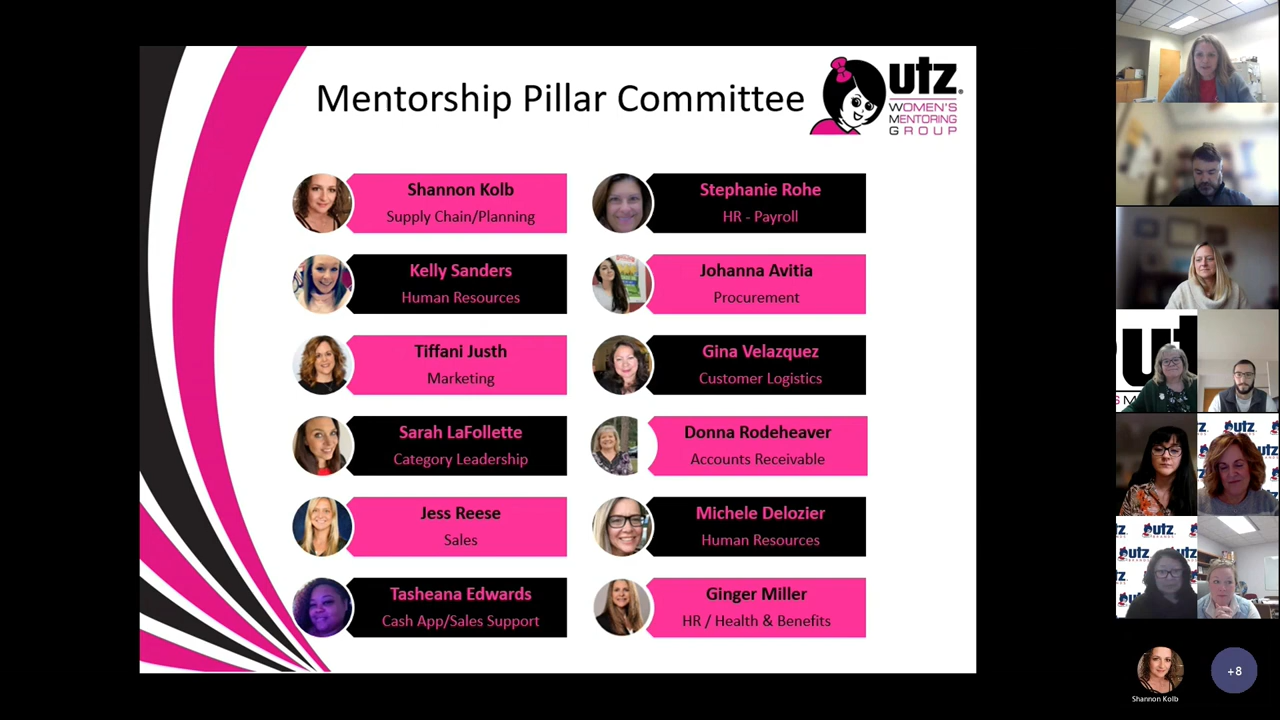 Mentorship Pillar Committee
utz®
WOMEN'S
MENTORING
GROUP
Shannon Kolb
Supply Chain/Planning
Stephanie Rohe
HR - Payroll
Kelly Sanders
Human Resources
Johanna Avitia
Procurement
Tiffani Justh
Marketing
Gina Velazquez
Customer Logistics
Sarah LaFollette
Category Leadership
Donna Rodeheaver
Accounts Receivable
Jess Reese
Sales
Michele Delozier
Human Resources
Tasheana Edwards
Cash App/Sales Support
Ginger Miller
HR / Health & Benefits
utz
utz
utz
Shannon Kolb
+8